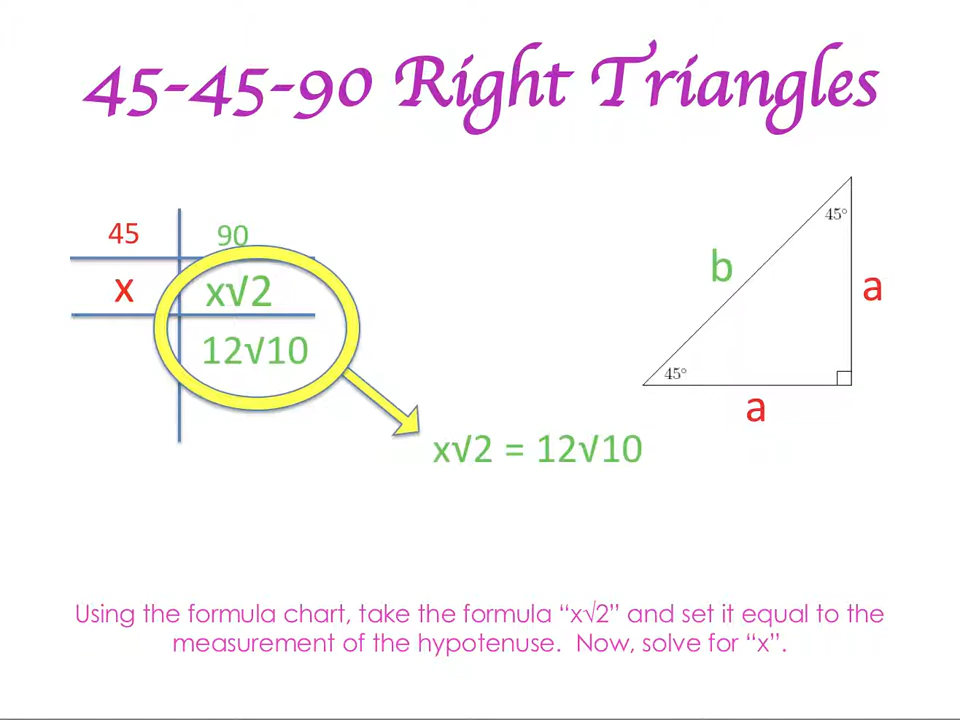 45-45-90 Right Triangles
45 90
x x√2
12√10
x√2 = 12√10
45°
b
a
45°
a
Using the formula chart, take the formula “x√2” and set it equal to the
measurement of the hypotenuse. Now, solve for “x”.